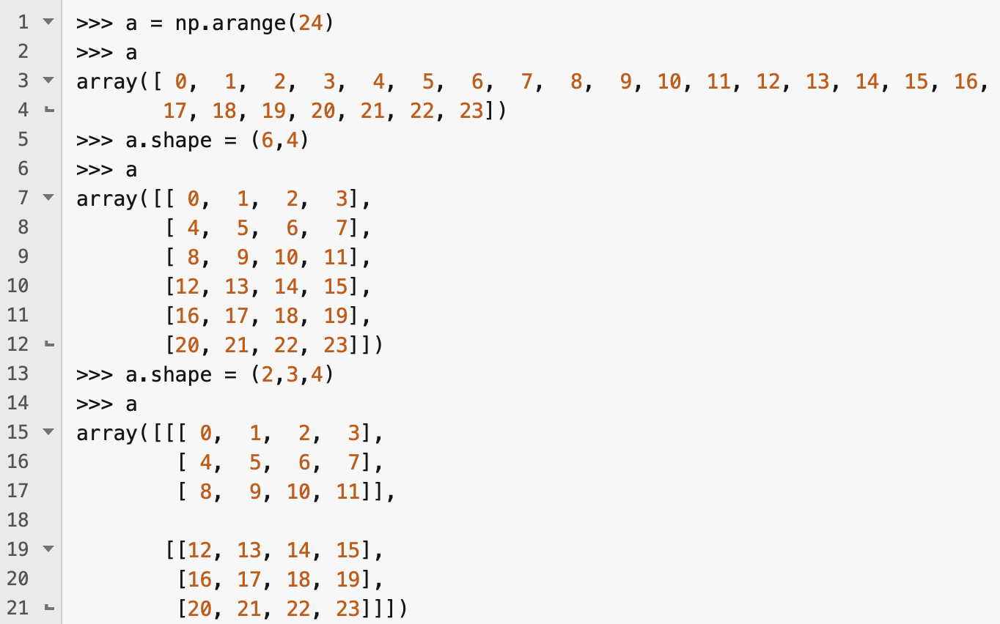 1 >>> a = np.arange(24)
2 >>> a
3 array([ 0,  1,  2,  3,  4,  5,  6,  7,  8,  9, 10, 11, 12, 13, 14, 15, 16,
4        17, 18, 19, 20, 21, 22, 23])
5 >>> a.shape = (6,4)
6 >>> a
7 array([[ 0,  1,  2,  3],
8        [ 4,  5,  6,  7],
9        [ 8,  9, 10, 11],
10        [12, 13, 14, 15],
11        [16, 17, 18, 19],
12        [20, 21, 22, 23]])
13 >>> a.shape = (2,3,4)
14 >>> a
15 array([[[ 0,  1,  2,  3],
16         [ 4,  5,  6,  7],
17         [ 8,  9, 10, 11]],
18
19        [[12, 13, 14, 15],
20         [16, 17, 18, 19],
21         [20, 21, 22, 23]]])